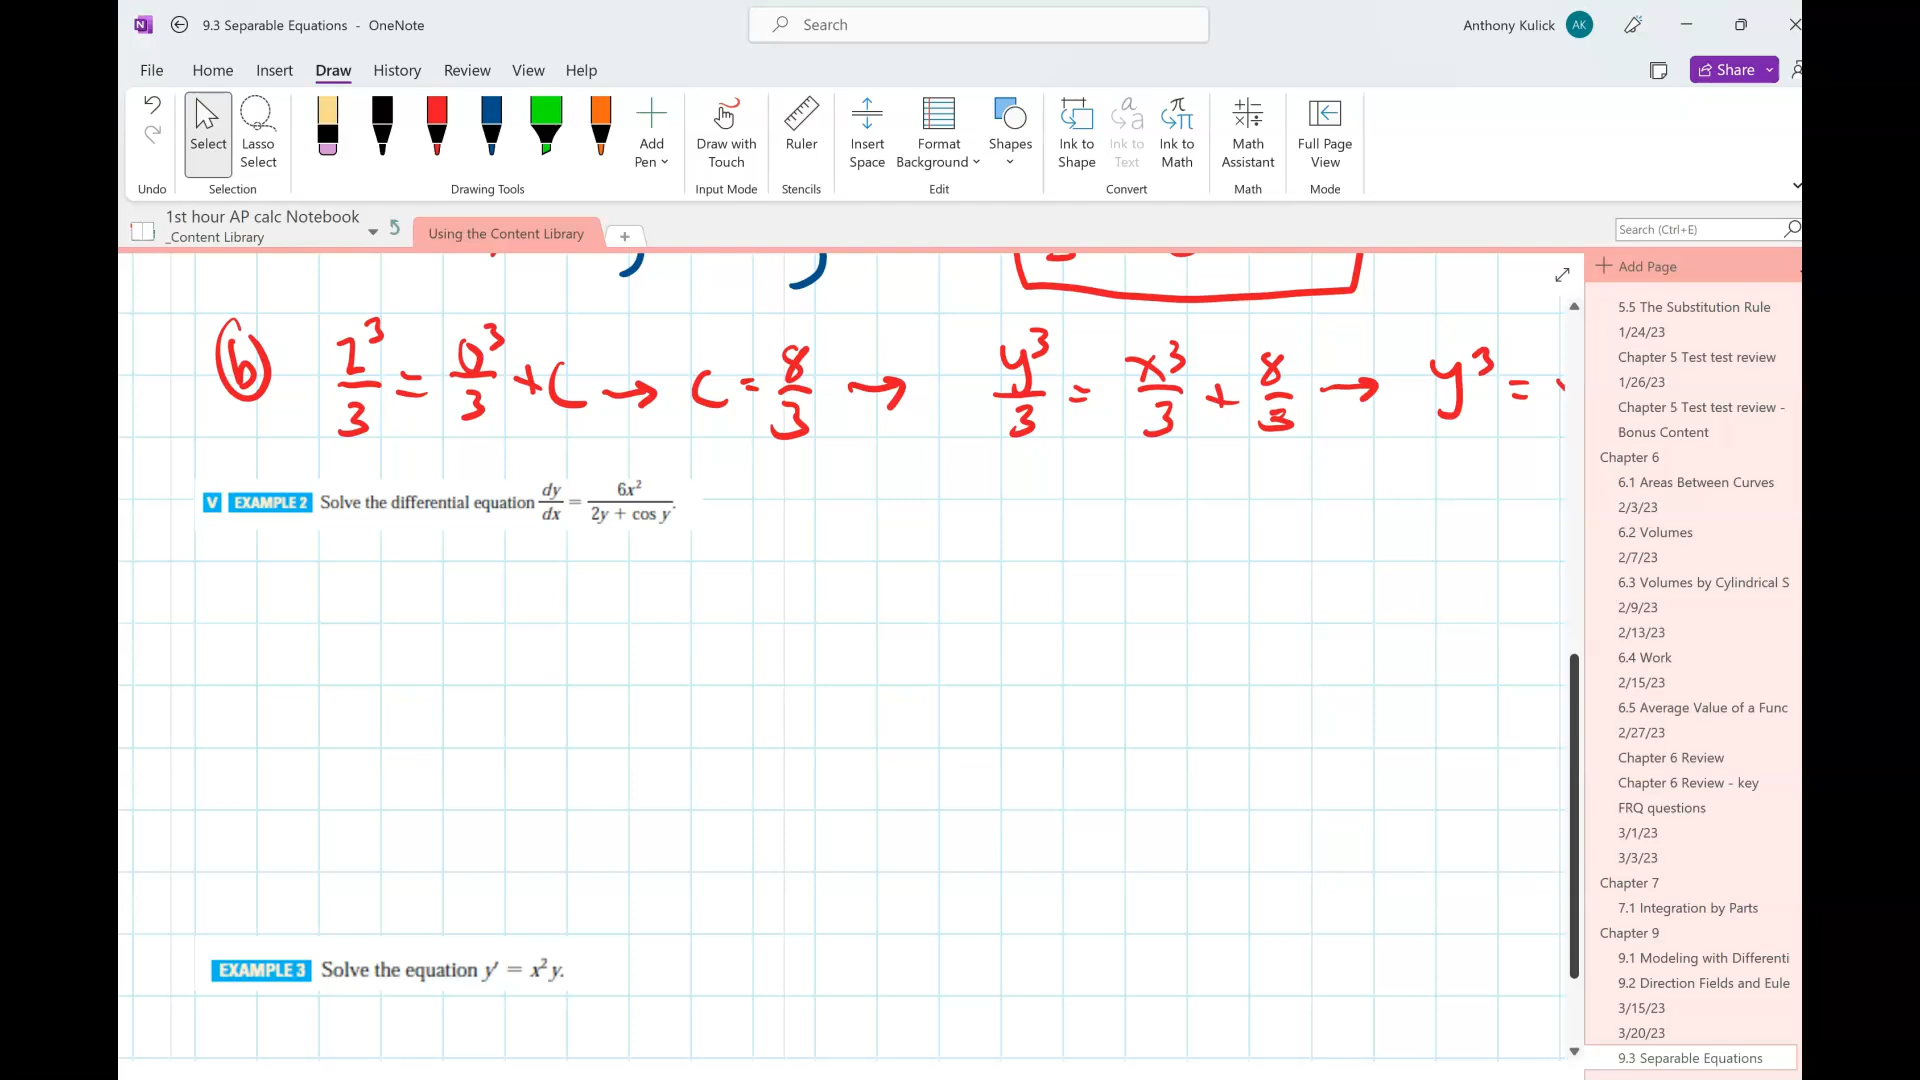 9.3 Separable Equations - OneNote
Search
Anthony Kulick AK
File Home Insert Draw History Review View Help
Share
Undo
Select
Lasso Select
Selection
Drawing Tools
Add Pen
Draw with Touch
Input Mode
Ruler
Stencils
Insert Space
Format Background
Shapes
Edit
Ink to Shape
Ink to Text
Ink to Math
Convert
Math Assistant
Math
Full Page View
Mode
1st hour AP calc Notebook
_Content Library
Using the Content Library
Search (Ctrl+E)
b 2^3/3 = 0^3/3 + C → C = 8/3 → y^3/3 = x^3/3 + 8/3 → y^3 =
V EXAMPLE 2 Solve the differential equation dy/dx = 6x²/(2y + cos y).
EXAMPLE 3 Solve the equation y′ = x²y.
Add Page
5.5 The Substitution Rule
1/24/23
Chapter 5 Test test review
1/26/23
Chapter 5 Test test review -
Bonus Content
Chapter 6
6.1 Areas Between Curves
2/3/23
6.2 Volumes
2/7/23
6.3 Volumes by Cylindrical S
2/9/23
2/13/23
6.4 Work
2/15/23
6.5 Average Value of a Func
2/27/23
Chapter 6 Review
Chapter 6 Review - key
FRQ questions
3/1/23
3/3/23
Chapter 7
7.1 Integration by Parts
Chapter 9
9.1 Modeling with Differenti
9.2 Direction Fields and Eule
3/15/23
3/20/23
9.3 Separable Equations